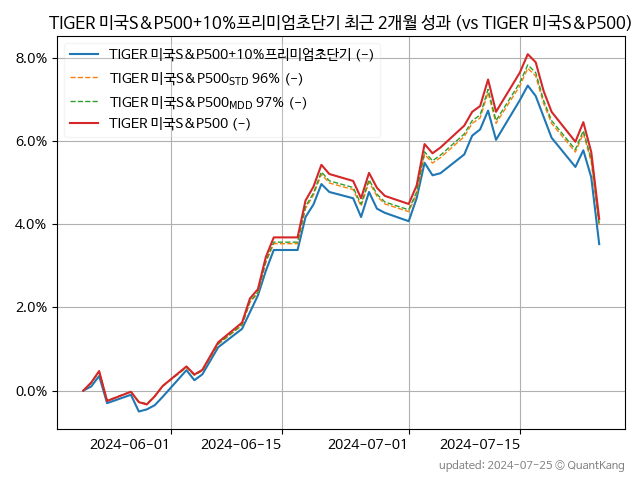 TIGER 미국S&P500+10%프리미엄초단기 최근 2개월 성과 (vs TIGER 미국S&P500)
TIGER 미국S&P500+10%프리미엄초단기 (-)
TIGER 미국S&P500STD 96% (-)
TIGER 미국S&P500MDD 97% (-)
TIGER 미국S&P500 (-)
8.0%
6.0%
4.0%
2.0%
0.0%
2024-06-01 2024-06-15 2024-07-01 2024-07-15
updated: 2024-07-25 © QuantKang